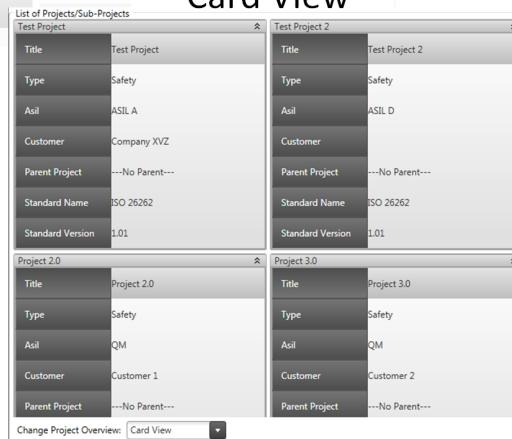 Card View
List of Projects/Sub-Projects
Test Project
Title Test Project
Type Safety
Asil ASIL A
Customer Company XVZ
Parent Project ---No Parent---
Standard Name ISO 26262
Standard Version 1.01
Test Project 2
Title Test Project 2
Type Safety
Asil ASIL D
Customer
Parent Project ---No Parent---
Standard Name ISO 26262
Standard Version 1.01
Project 2.0
Title Project 2.0
Type Safety
Asil QM
Customer Customer 1
Parent Project ---No Parent---
Project 3.0
Title Project 3.0
Type Safety
Asil QM
Customer Customer 2
Parent Project ---No Parent---
Change Project Overview: Card View